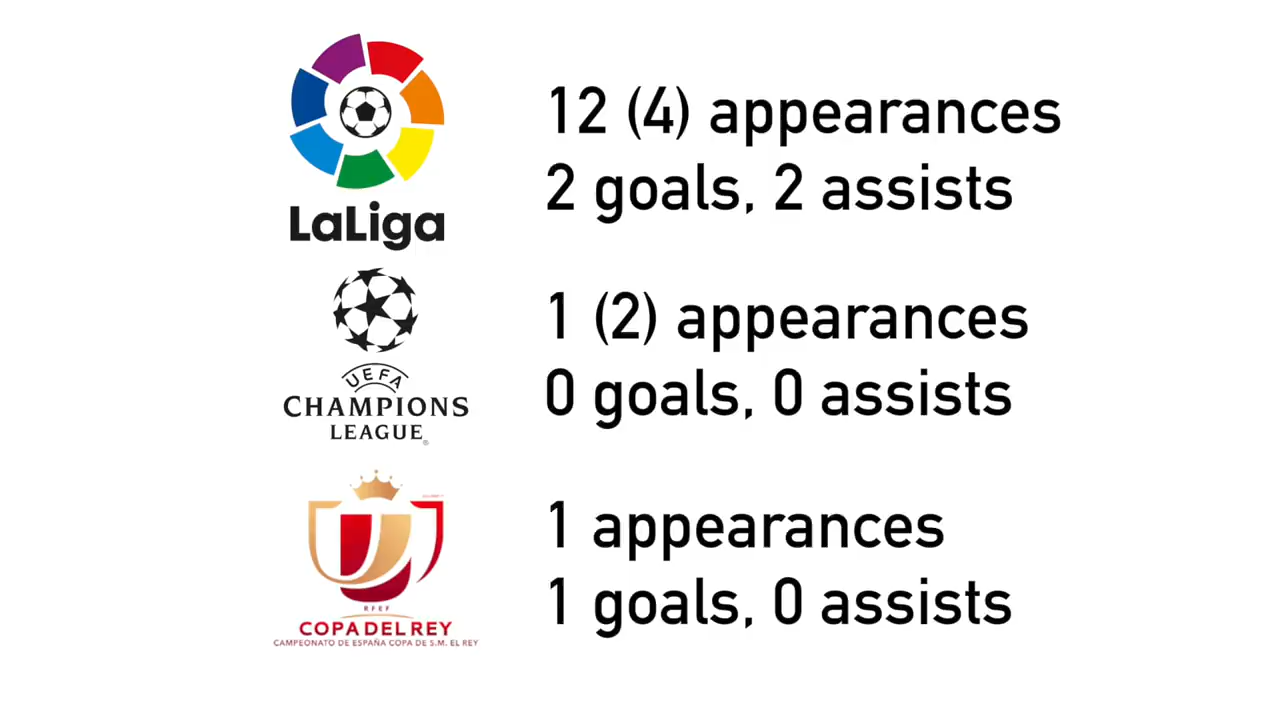 12 (4) appearances
2 goals, 2 assists
LaLiga
1 (2) appearances
0 goals, 0 assists
UEFA
CHAMPIONS
LEAGUE
1 appearances
1 goals, 0 assists
RFEF
COPA DEL REY
CAMPEONATO DE ESPAÑA COPA DE S.M. EL REY